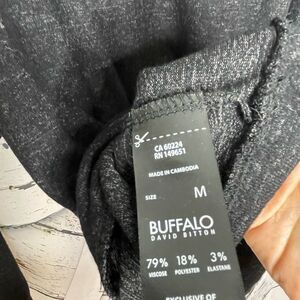 CA 60224
RN 149651
MADE IN CAMBODIA
SIZE M
BUFFALO
DAVID BITTON
79% 18% 3%
VISCOSE POLYESTER ELASTANE
EXCLUSIVE OF